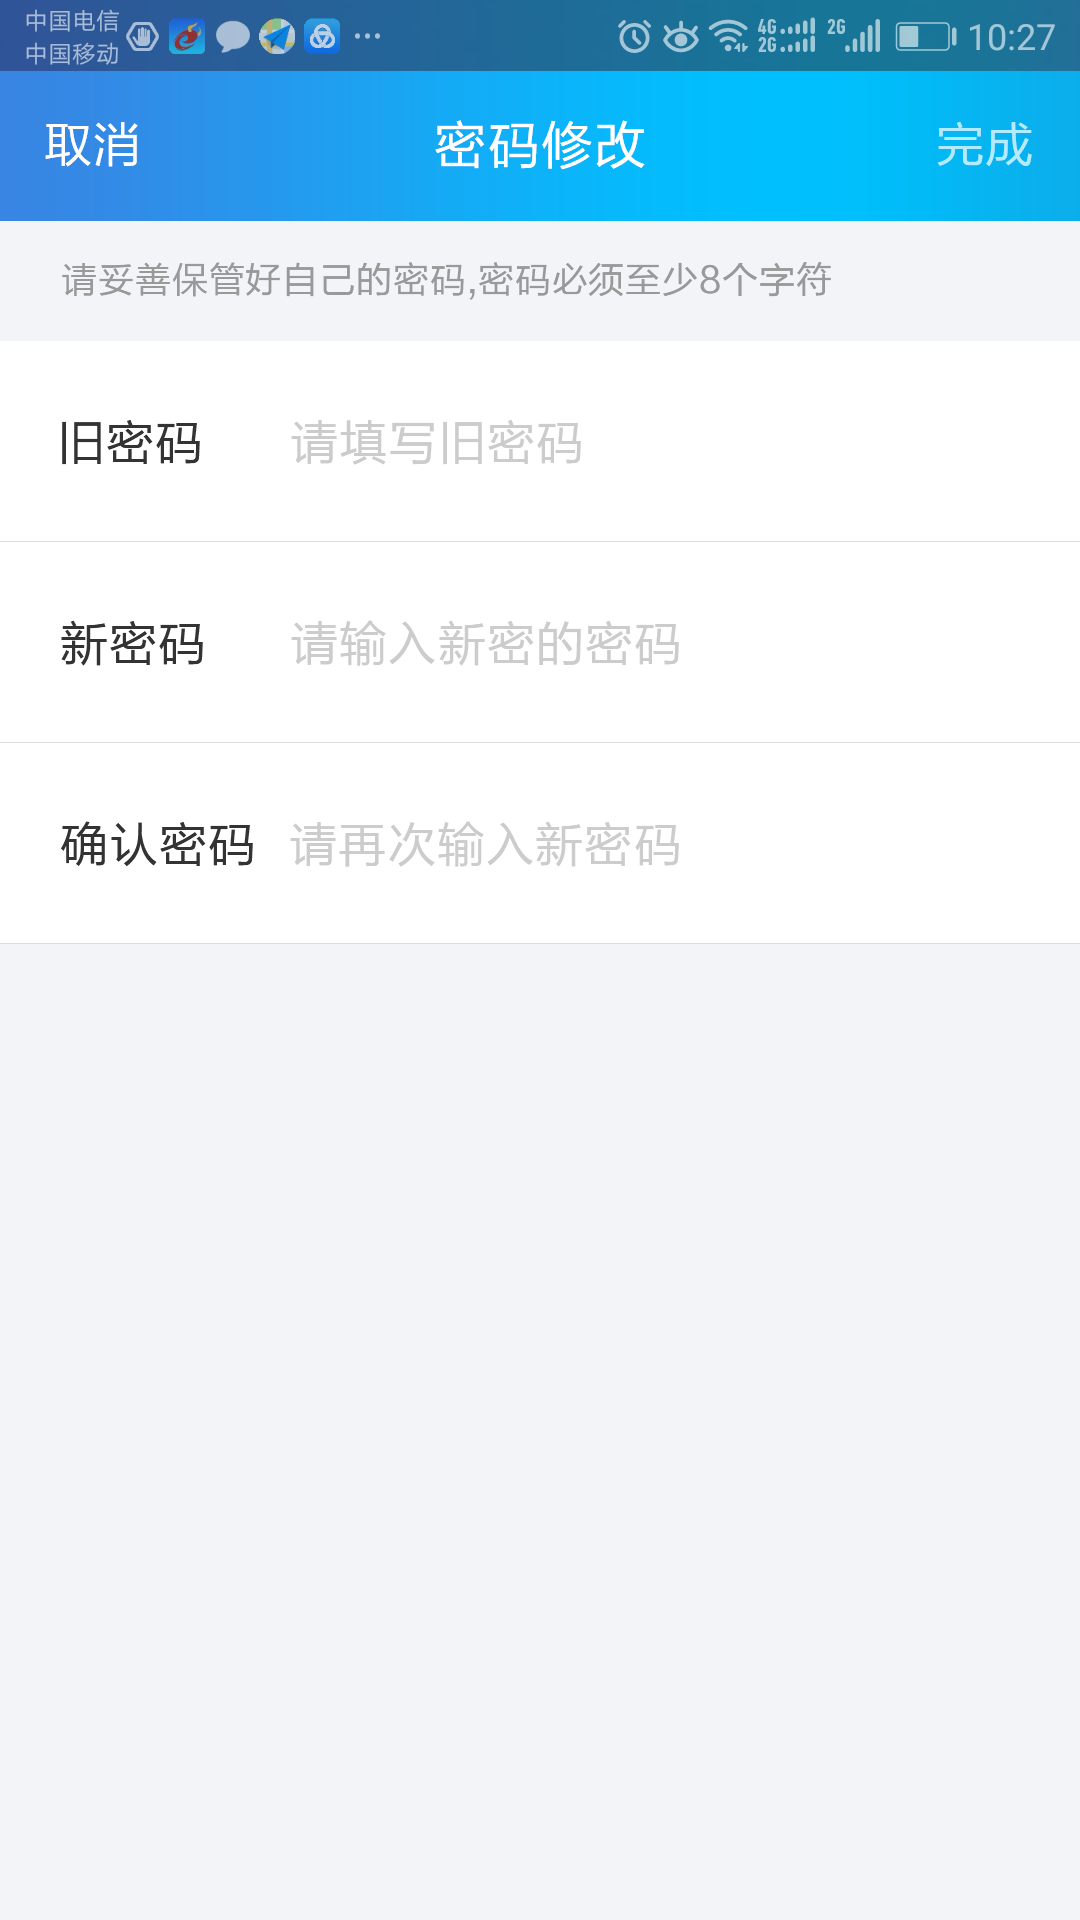 中国电信
中国移动
4G
2G
2G
10:27
取消
密码修改
完成
请妥善保管好自己的密码,密码必须至少8个字符
旧密码
请填写旧密码
新密码
请输入新密的密码
确认密码
请再次输入新密码